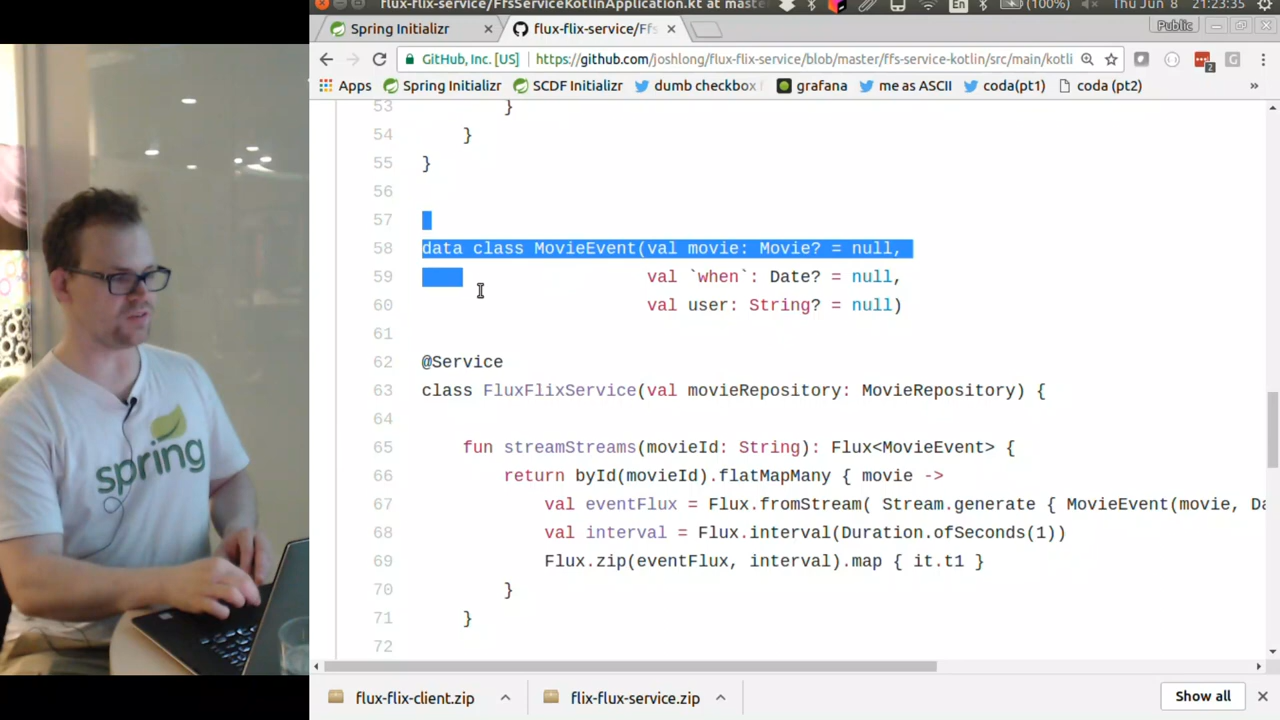 flux-flix-service/FfsServiceKotlinApplication.kt at maste
En
(100%)
Thu Jun 8
21:23:35
Spring Initializr
flux-flix-service/Ffs
Public
GitHub, Inc. [US]
https://github.com/joshlong/flux-flix-service/blob/master/ffs-service-kotlin/src/main/kotli
2
Apps
Spring Initializr
SCDF Initializr
dumb checkbox
grafana
me as ASCII
coda(pt1)
coda (pt2)
»
53 }
54 }
55 }
56
57
58 data class MovieEvent(val movie: Movie? = null,
59 val `when`: Date? = null,
60 val user: String? = null)
61
62 @Service
63 class FluxFlixService(val movieRepository: MovieRepository) {
64
65 fun streamStreams(movieId: String): Flux<MovieEvent> {
66 return byId(movieId).flatMapMany { movie ->
67 val eventFlux = Flux.fromStream( Stream.generate { MovieEvent(movie, Da
68 val interval = Flux.interval(Duration.ofSeconds(1))
69 Flux.zip(eventFlux, interval).map { it.t1 }
70 }
71 }
72
spring
flux-flix-client.zip
flix-flux-service.zip
Show all